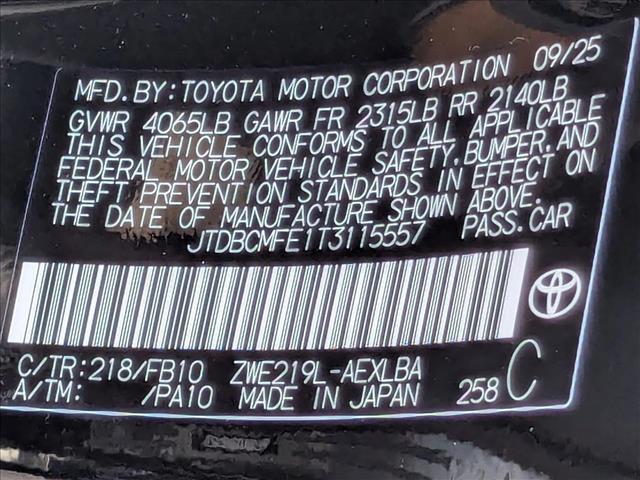 MFD. BY: TOYOTA MOTOR CORPORATION 09/25
GVWR 4065LB GAWR FR 2315LB RR 2140LB
THIS VEHICLE CONFORMS TO ALL APPLICABLE
FEDERAL MOTOR VEHICLE SAFETY, BUMPER, AND
THEFT PREVENTION STANDARDS IN EFFECT ON
THE DATE OF MANUFACTURE SHOWN ABOVE.
JTDBCMFE1T3115557 PASS. CAR
C/TR: 218/FB10 ZWE219L-AEXLBA
A/TM: /PA10 MADE IN JAPAN 258 C